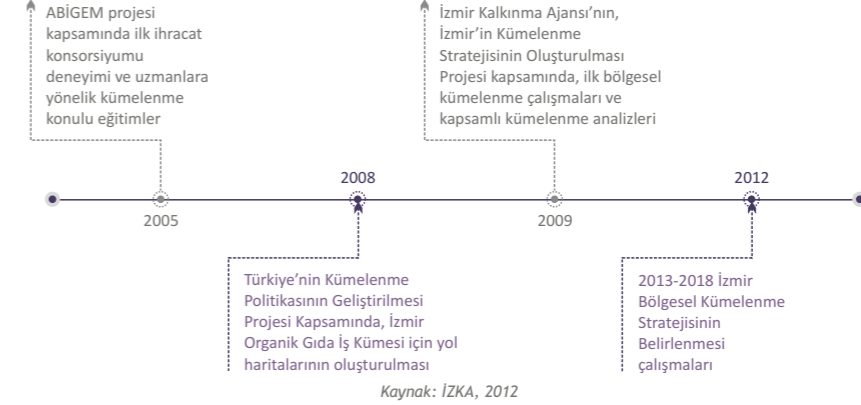 ABİGEM projesi
kapsamında ilk ihracat
konsorsiyumu
deneyimi ve uzmanlara
yönelik kümelenme
konulu eğitimler
2005
2008
Türkiye’nin Kümelenme
Politikasının Geliştirilmesi
Projesi Kapsamında, İzmir
Organik Gıda İş Kümesi için yol
haritalarının oluşturulması
İzmir Kalkınma Ajansı’nın,
İzmir’in Kümelenme
Stratejisinin Oluşturulması
Projesi kapsamında, ilk bölgesel
kümelenme çalışmaları ve
kapsamlı kümelenme analizleri
2009
2012
2013-2018 İzmir
Bölgesel Kümelenme
Stratejisinin
Belirlenmesi
çalışmaları
Kaynak: İZKA, 2012